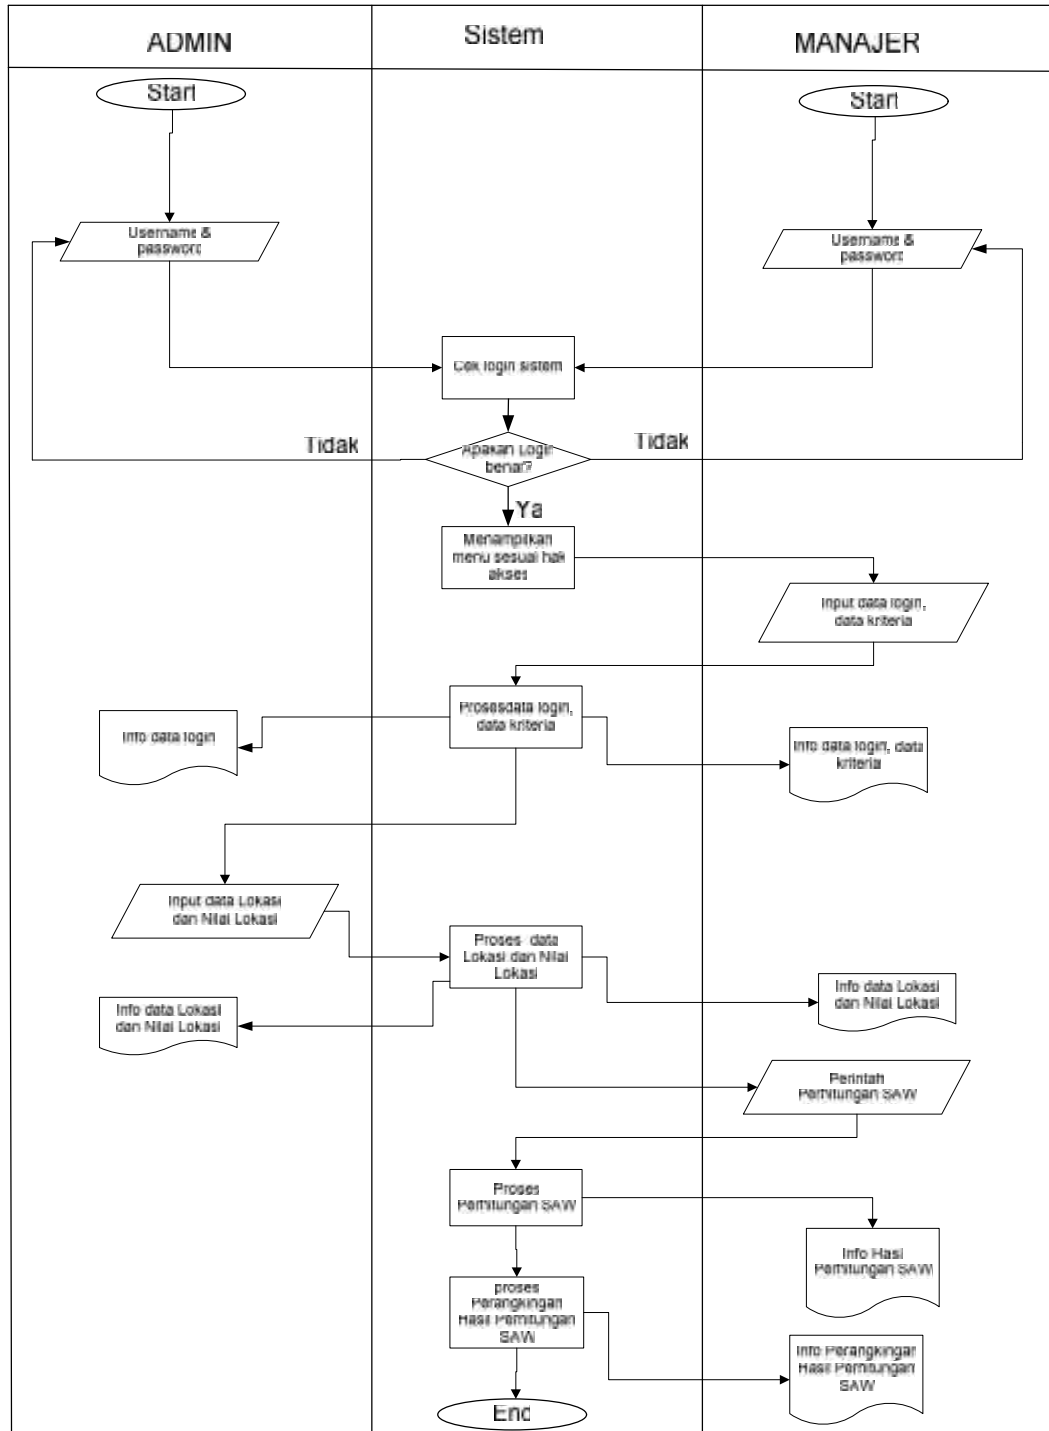 ADMIN
Sistem
MANAJER
Start
Start
Username &
password
Username &
password
Cek login sistem
Tidak
Apakah Login
benar?
Tidak
Ya
Menampilkan
menu sesuai hak
akses
Input data login,
data kriteria
Prosesdata login,
data kriteria
Info data login
Info data login, data
kriteria
Input data Lokasi
dan Nilai Lokasi
Proses data
Lokasi dan Nilai
Lokasi
Info data Lokasi
dan Nilai Lokasi
Info data Lokasi
dan Nilai Lokasi
Perintah
Perhitungan SAW
Proses
Perhitungan SAW
Info Hasl
Perhitungan SAW
proses
Perangkingan
Hasil Perhitungan
SAW
Info Perangkingan
Hasil Perhitungan
SAW
End